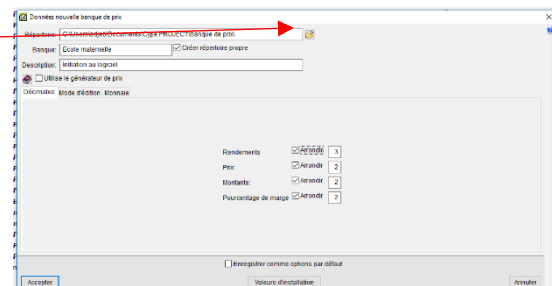 Données nouvelle banque de prix
Répertoire: C:\Users\djeb\Documents\Cype PROJECT\Banque de prix\
Banque: Ecole maternelle Créer répertoire propre
Description: Initiation au logiciel
Utilise le générateur de prix
Décimales Mode d'édition Monnaie
Rendements Arrondir 3
Prix: Arrondir 2
Montants: Arrondir 2
Pourcentage de marge Arrondir 2
Enregistrer comme options par défaut
Accepter Valeurs d'installation Annuler